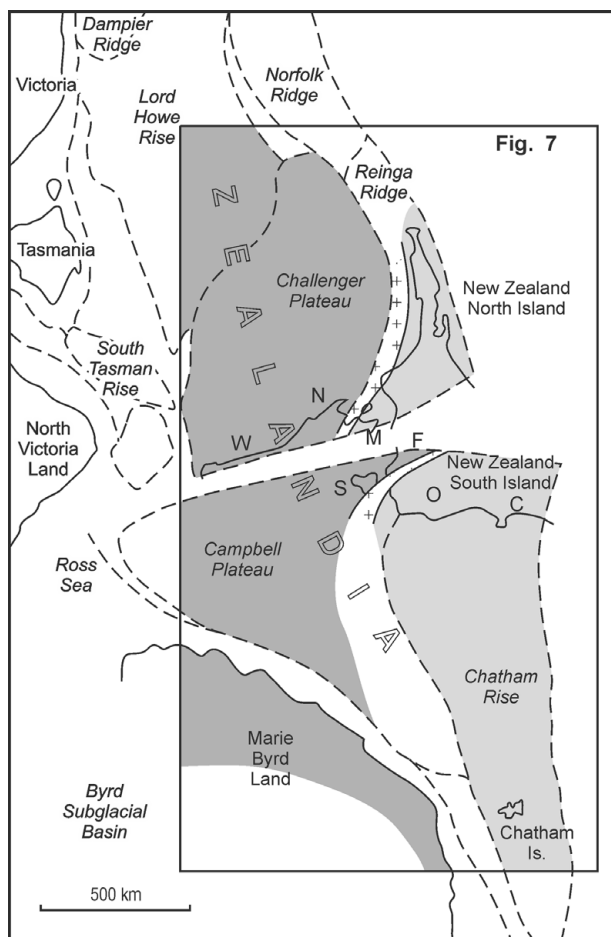 Dampier
Ridge
Victoria
Norfolk
Ridge
Lord
Howe
Rise
Fig. 7
Reinga
Ridge
Tasmania
Challenger
Plateau
New Zealand
North Island
South
Tasman
Rise
North
Victoria
Land
N
W
M
F
S
New Zealand
South Island
O
C
ZEALANDIA
Campbell
Plateau
Ross
Sea
Chatham
Rise
Marie
Byrd
Land
Byrd
Subglacial
Basin
Chatham
Is.
500 km